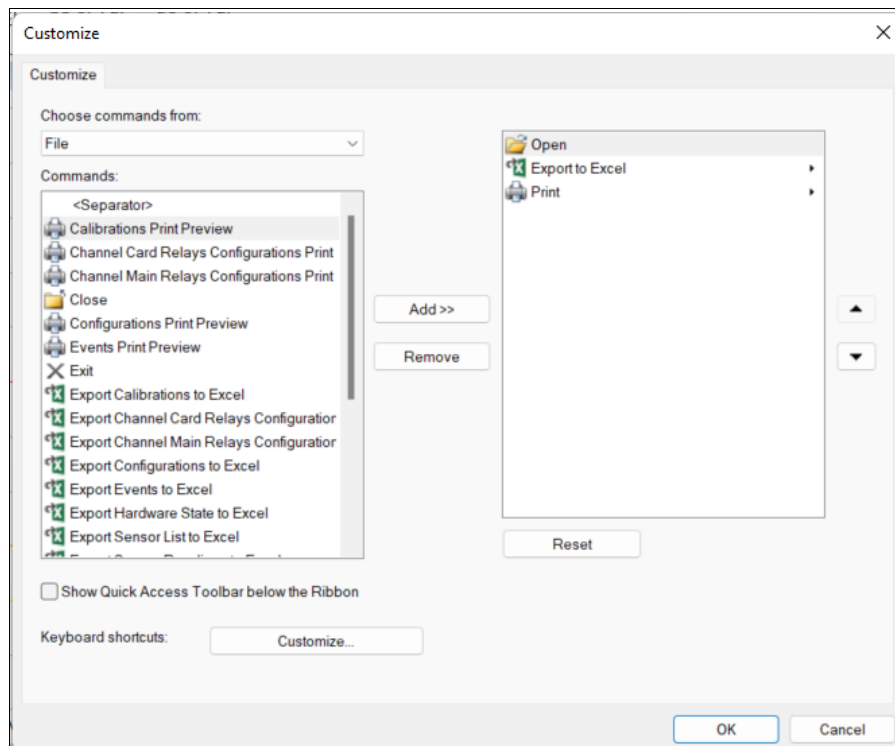 Customize
Customize
Choose commands from:
File
Commands:
<Separator>
Calibrations Print Preview
Channel Card Relays Configurations Print
Channel Main Relays Configurations Print
Close
Configurations Print Preview
Events Print Preview
Exit
Export Calibrations to Excel
Export Channel Card Relays Configuration
Export Channel Main Relays Configuration
Export Configurations to Excel
Export Events to Excel
Export Hardware State to Excel
Export Sensor List to Excel
Add >>
Remove
Open
Export to Excel
Print
Reset
Show Quick Access Toolbar below the Ribbon
Keyboard shortcuts:
Customize...
OK
Cancel